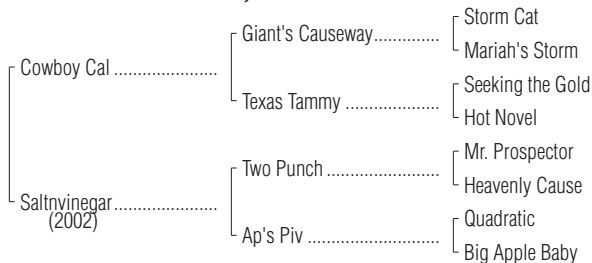 Storm Cat
Giant's Causeway...............
Mariah's Storm
Cowboy Cal ......................
Seeking the Gold
Texas Tammy ....................
Hot Novel
Mr. Prospector
Two Punch ........................
Heavenly Cause
Saltnvinegar......................
(2002)
Quadratic
Ap's Piv ............................
Big Apple Baby